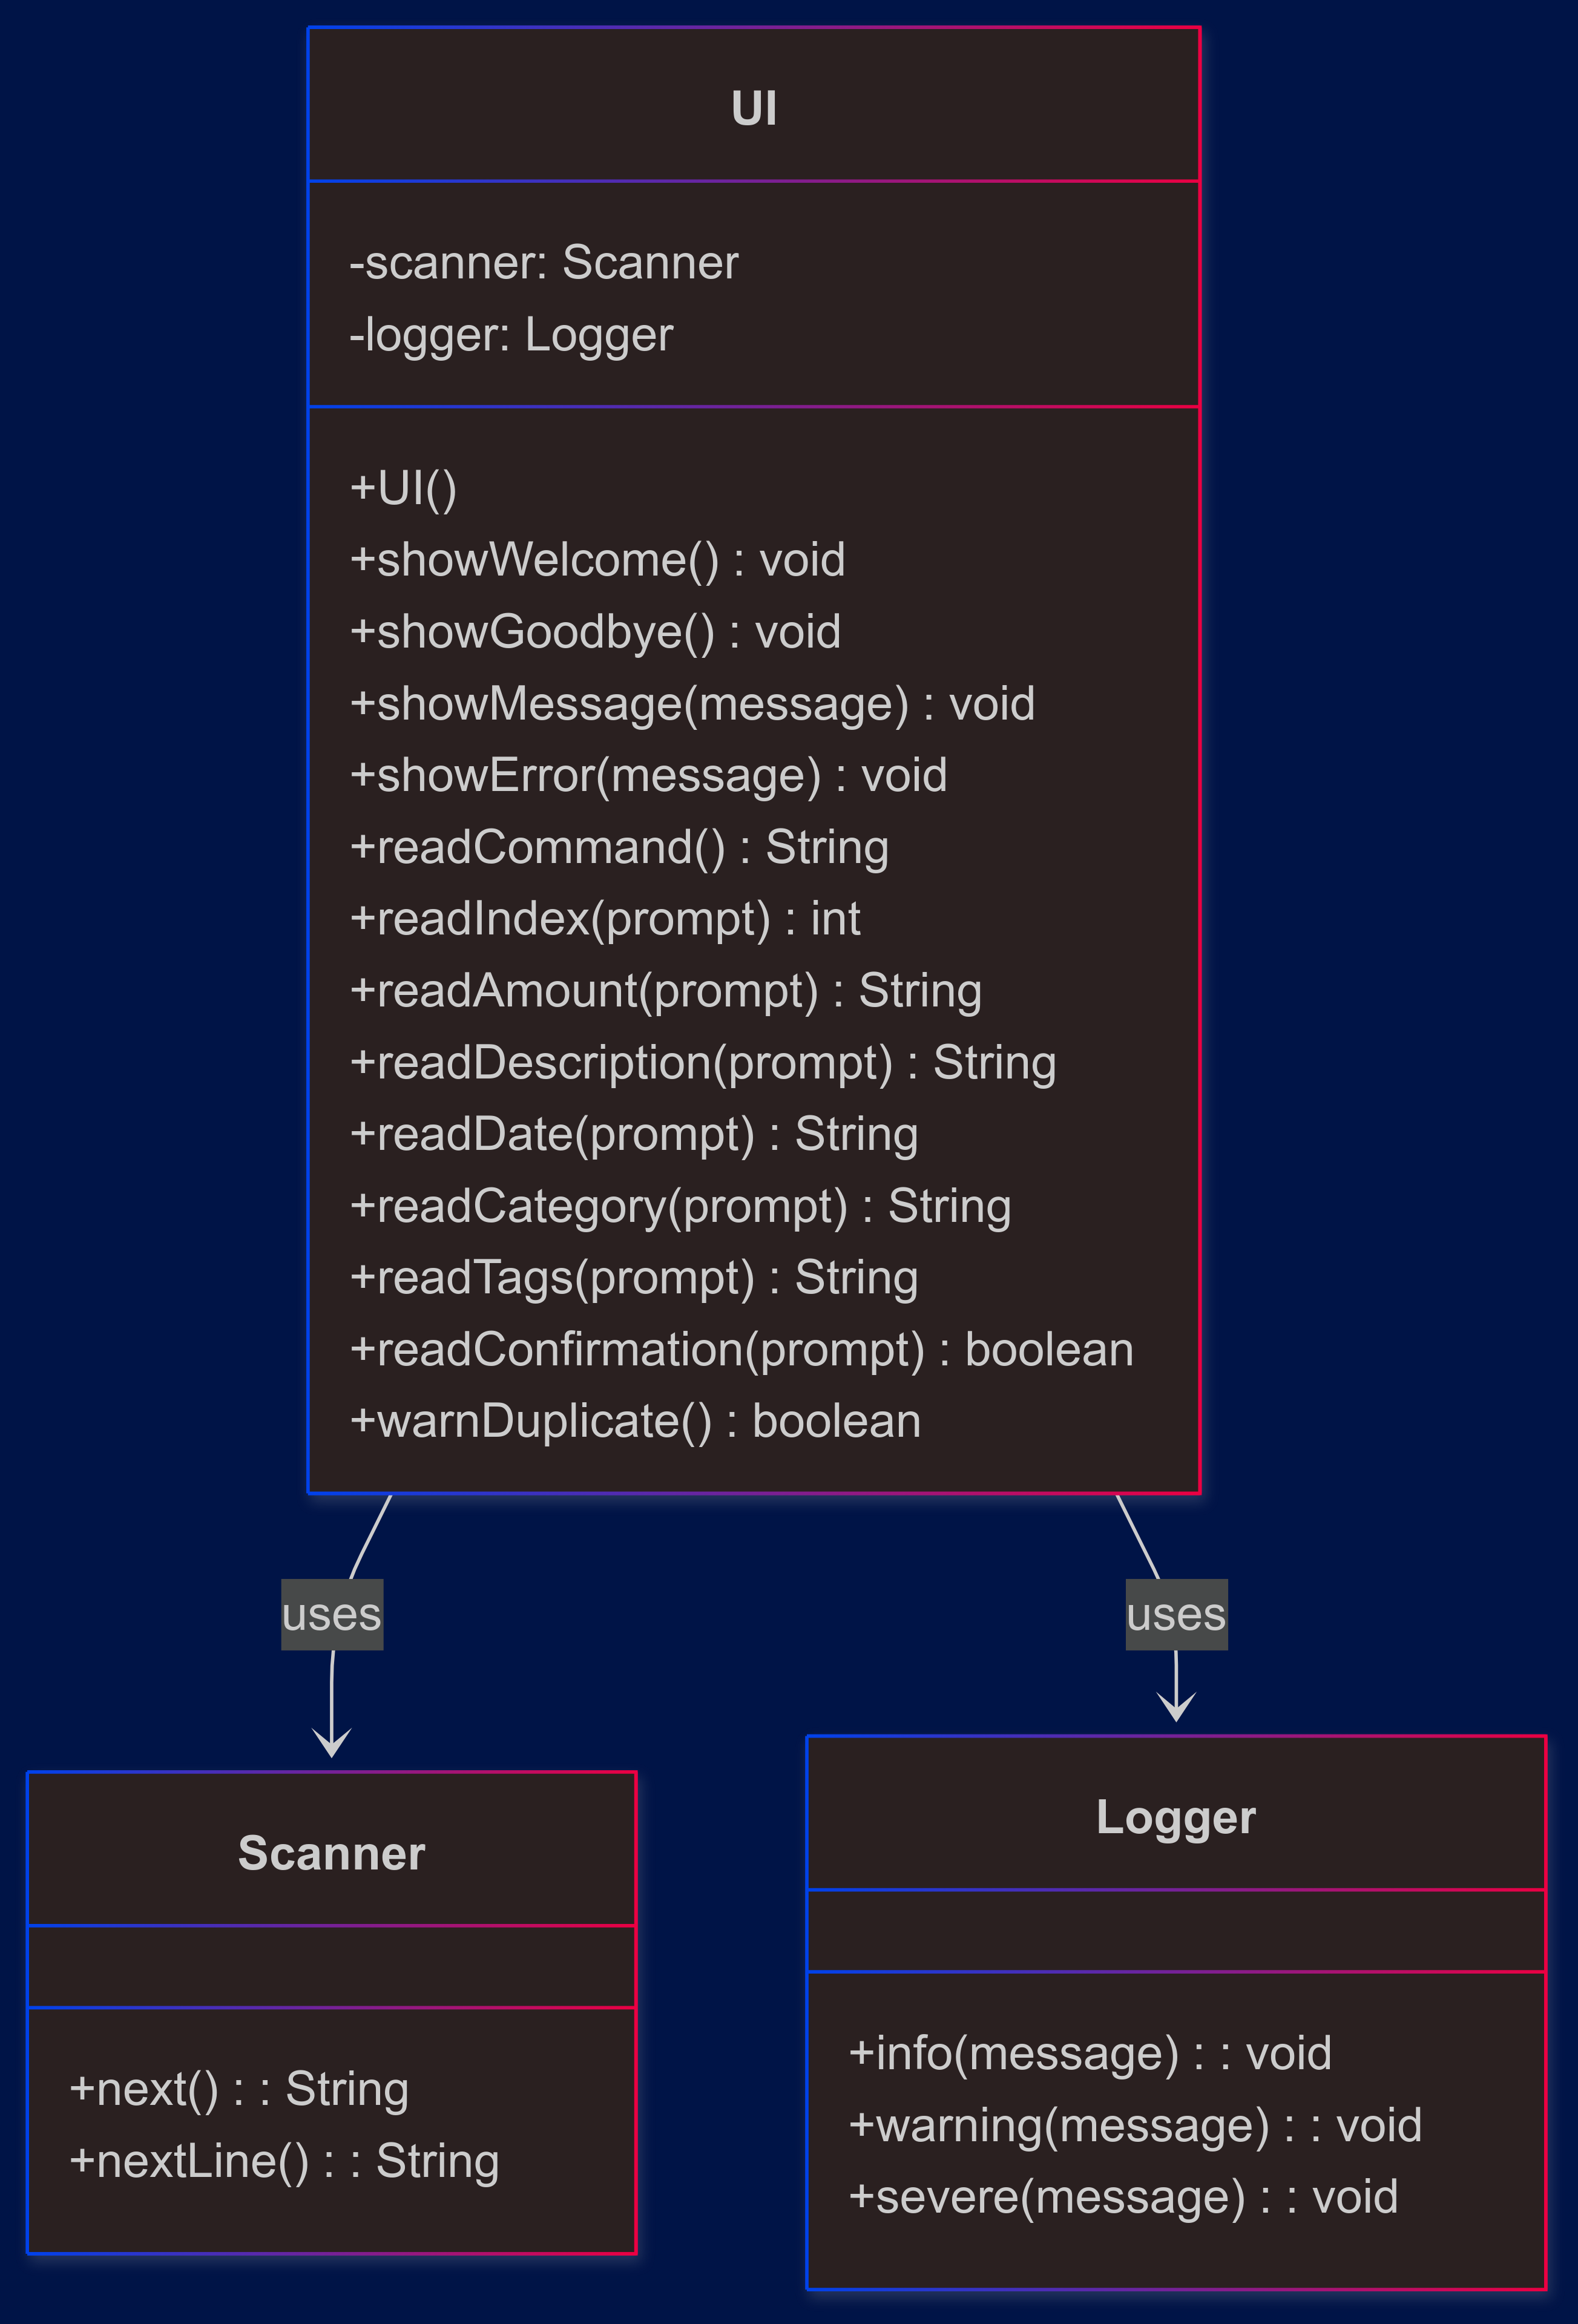 UI
-scanner: Scanner
-logger: Logger
+UI()
+showWelcome() : void
+showGoodbye() : void
+showMessage(message) : void
+showError(message) : void
+readCommand() : String
+readIndex(prompt) : int
+readAmount(prompt) : String
+readDescription(prompt) : String
+readDate(prompt) : String
+readCategory(prompt) : String
+readTags(prompt) : String
+readConfirmation(prompt) : boolean
+warnDuplicate() : boolean
uses
uses
Scanner
+next() : : String
+nextLine() : : String
Logger
+info(message) : : void
+warning(message) : : void
+severe(message) : : void